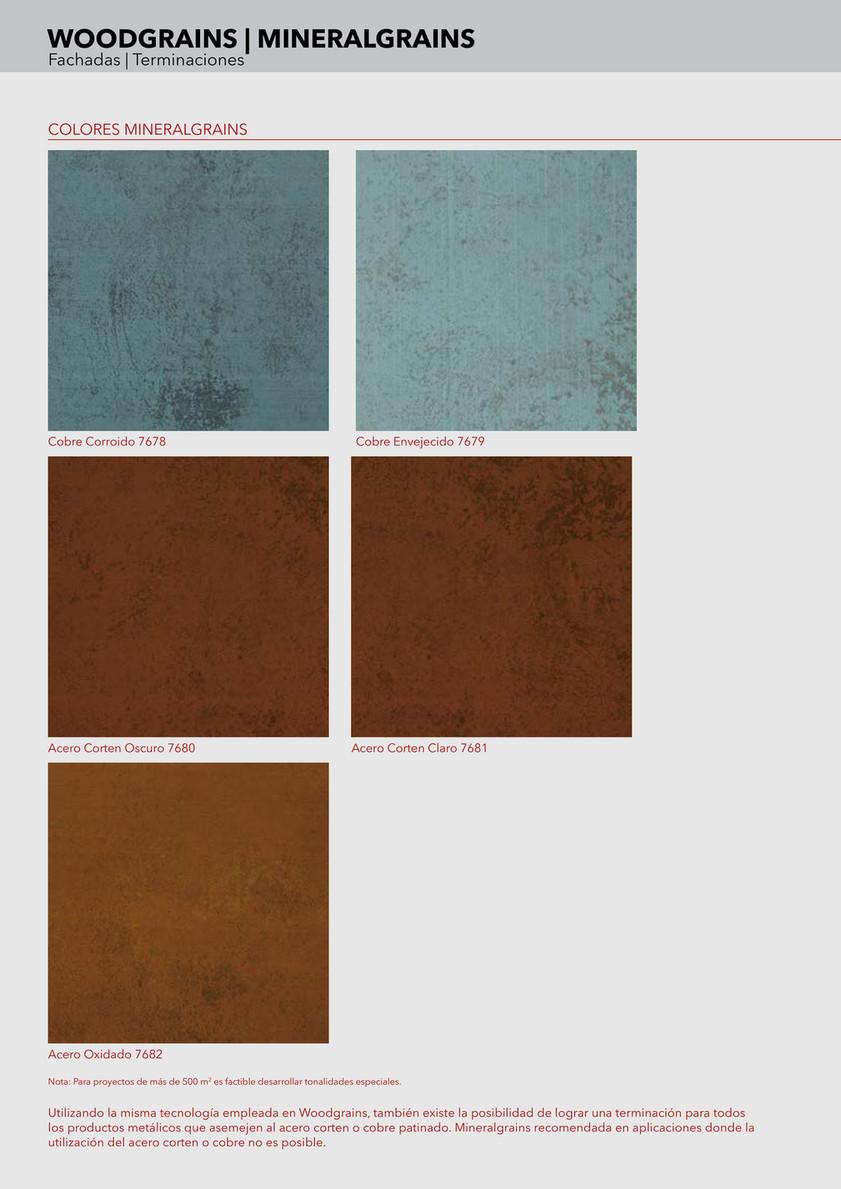 WOODGRAINS | MINERALGRAINS
Fachadas | Terminaciones
COLORES MINERALGRAINS
Cobre Corroido 7678
Cobre Envejecido 7679
Acero Corten Oscuro 7680
Acero Corten Claro 7681
Acero Oxidado 7682
Nota: Para proyectos de más de 500 m² es factible desarrollar tonalidades especiales.
Utilizando la misma tecnología empleada en Woodgrains, también existe la posibilidad de lograr una terminación para todos
los productos metálicos que asemejen al acero corten o cobre patinado. Mineralgrains recomendada en aplicaciones donde la
utilización del acero corten o cobre no es posible.